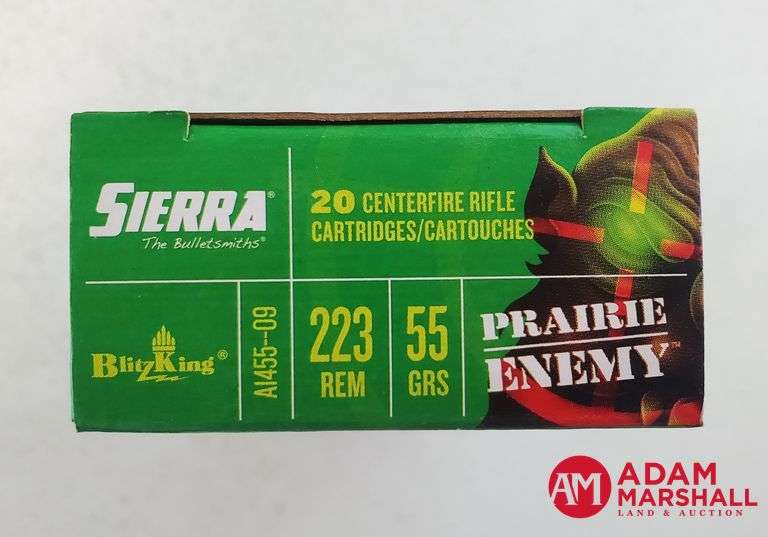 SIERRA®
The Bulletsmiths®
20 CENTERFIRE RIFLE
CARTRIDGES/CARTOUCHES
BlitzKing®
A1455--09
223
REM
55
GRS
PRAIRIE
ENEMY™
AM
ADAM
MARSHALL
LAND & AUCTION